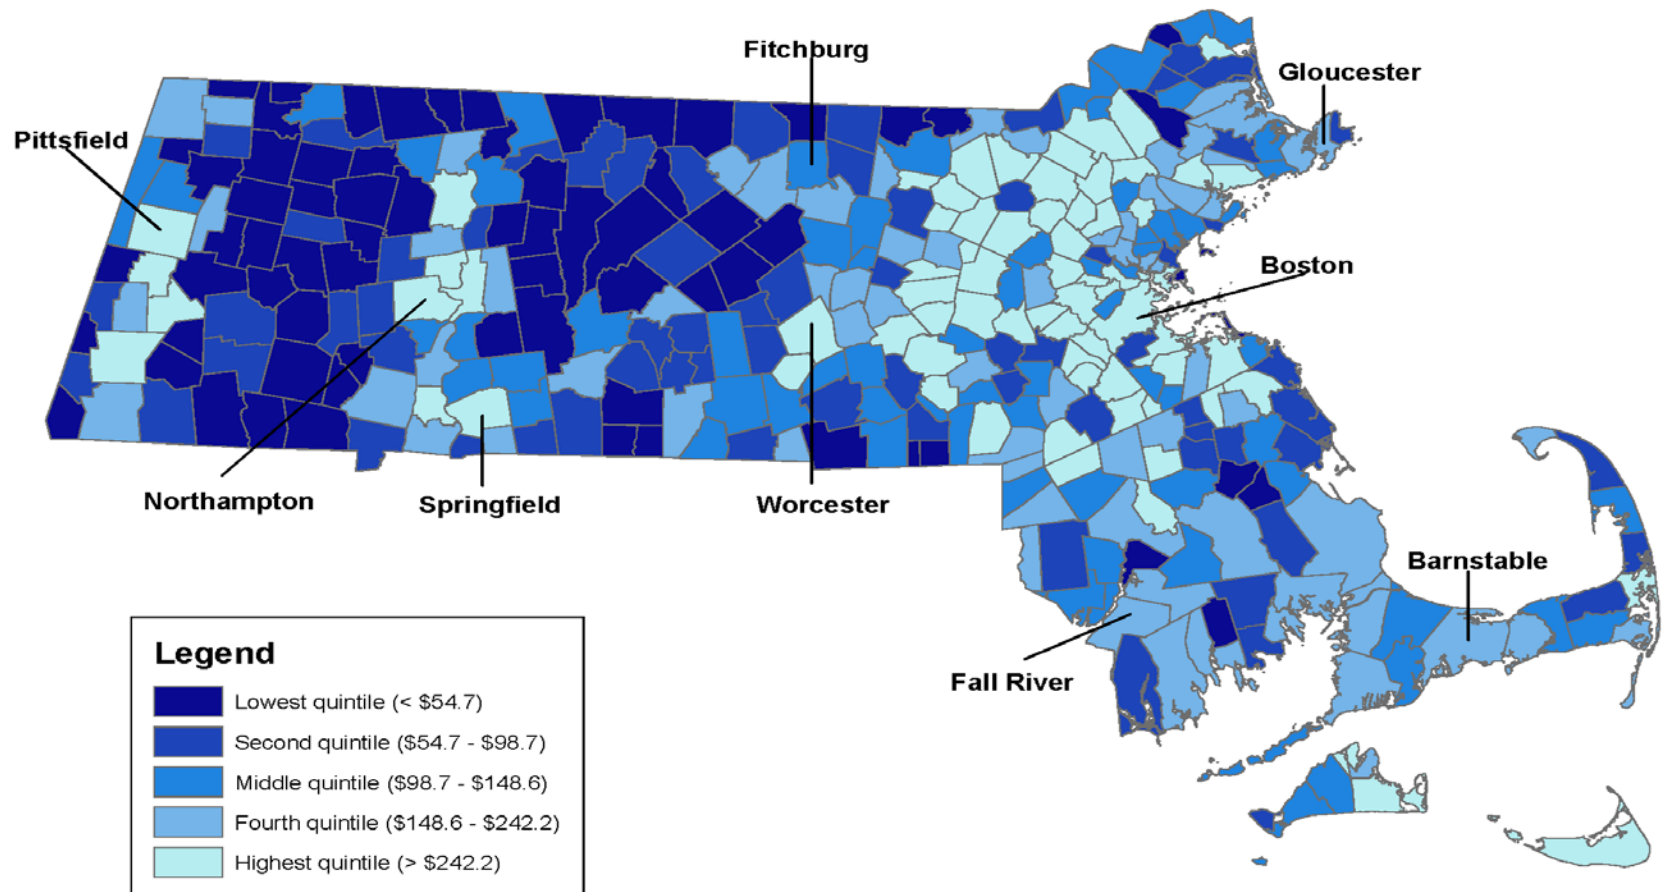 Fitchburg
Gloucester
Pittsfield
Boston
Northampton
Springfield
Worcester
Barnstable
Fall River
Legend
Lowest quintile (< $54.7)
Second quintile ($54.7 - $98.7)
Middle quintile ($98.7 - $148.6)
Fourth quintile ($148.6 - $242.2)
Highest quintile (> $242.2)